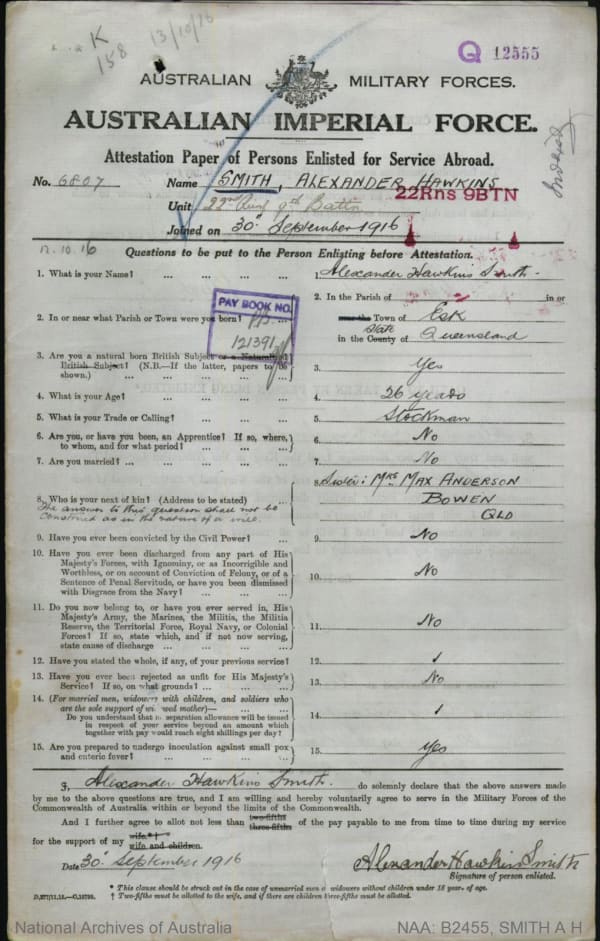 K
158
13/10/16
Q 12555
AUSTRALIAN MILITARY FORCES.
AUSTRALIAN IMPERIAL FORCE.
Attestation Paper of Persons Enlisted for Service Abroad.
Indexed
No. 6807 Name SMITH, ALEXANDER HAWKINS
22Rns 9BTN
Unit 22nd Rein 9th Battn
Joined on 30th September 1916
12.10.16
Questions to be put to the Person Enlisting before Attestation.
1. What is your Name? ... ... ... 1. Alexander Hawkins Smith.
2. In or near what Parish or Town were you born? 2. In the Parish of in or
near the Town of Esk
in the County of State Queensland
PAY BOOK NO.
121391
3. Are you a natural born British Subject or a Naturalized
British Subject? (N.B.—If the latter, papers to be
shown.) ... ... ... 3. Yes
4. What is your Age? ... ... ... 4. 26 years
5. What is your Trade or Calling? ... ... ... 5. Stockman
6. Are you, or have you been, an Apprentice? If so, where,
to whom, and for what period? ... ... ... 6. No
7. Are you married? ... ... ... ... 7. No
8. Who is your next of kin? (Address to be stated) ... 8. Sister: MRS MAX ANDERSON
BOWEN
QLD
The answer to this question shall not be
construed as in the nature of a will.
9. Have you ever been convicted by the Civil Power? ... 9. No
10. Have you ever been discharged from any part of His
Majesty's Forces, with Ignominy, or as Incorrigible and
Worthless, or on account of Conviction of Felony, or of a
Sentence of Penal Servitude, or have you been dismissed
with Disgrace from the Navy? ... ... ... 10. No
11. Do you now belong to, or have you ever served in, His
Majesty's Army, the Marines, the Militia, the Militia
Reserve, the Territorial Force, Royal Navy, or Colonial
Forces? If so, state which, and if not now serving,
state cause of discharge ... ... ... 11. No
12. Have you stated the whole, if any, of your previous service? 12. /
13. Have you ever been rejected as unfit for His Majesty's
Service? If so, on what grounds? ... ... ... 13. No
14. (For married men, widowers with children, and soldiers who
are the sole support of widowed mother)—
Do you understand that no separation allowance will be issued
in respect of your service beyond an amount which
together with pay would reach eight shillings per day? 14. /
15. Are you prepared to undergo inoculation against small pox
and enteric fever? ... ... ... ... 15. Yes
I, Alexander Hawkins Smith. do solemnly declare that the above answers made
by me to the above questions are true, and I am willing and hereby voluntarily agree to serve in the Military Forces of the
Commonwealth of Australia within or beyond the limits of the Commonwealth.
And I further agree to allot not less than two-fifths three-fifths of the pay payable to me from time to time during my service
for the support of my wife.*† wife and children.
Date 30th September 1916 Alexander Hawkins Smith
Signature of person enlisted.
* This clause should be struck out in the case of unmarried men or widowers without children under 18 years of age.
† Two-fifths must be allotted to the wife, and if there are children three-fifths must be allotted.
National Archives of Australia NAA: B2455, SMITH A H